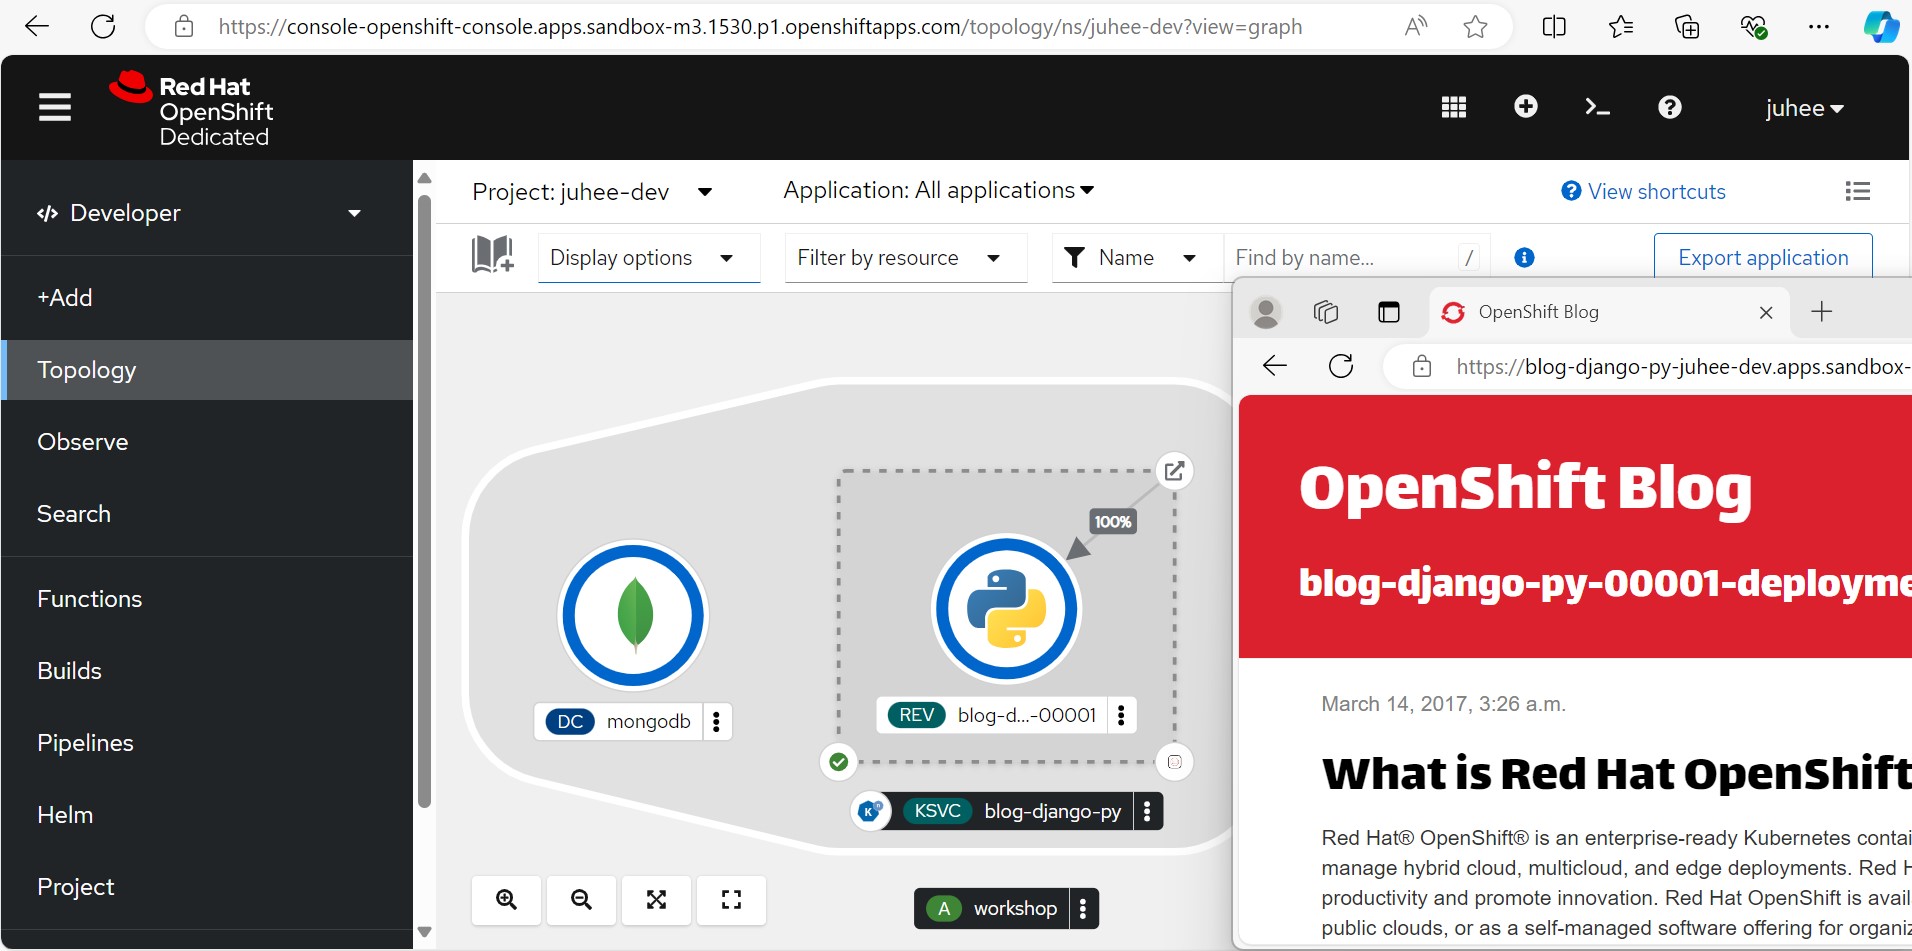 https://console-openshift-console.apps.sandbox-m3.1530.p1.openshiftapps.com/topology/ns/juhee-dev?view=graph
Red Hat
OpenShift
Dedicated
juhee
Developer
+Add
Topology
Observe
Search
Functions
Builds
Pipelines
Helm
Project
Project: juhee-dev
Application: All applications
View shortcuts
Display options
Filter by resource
Name
Find by name...
/
Export application
100%
DC mongodb
REV blog-d...-00001
KSVC blog-django-py
A workshop
OpenShift Blog
https://blog-django-py-juhee-dev.apps.sandbox-
OpenShift Blog
blog-django-py-00001-deployme
March 14, 2017, 3:26 a.m.
What is Red Hat OpenShift
Red Hat® OpenShift® is an enterprise-ready Kubernetes contai
manage hybrid cloud, multicloud, and edge deployments. Red H
productivity and promote innovation. Red Hat OpenShift is avail
public clouds, or as a self-managed software offering for organiz